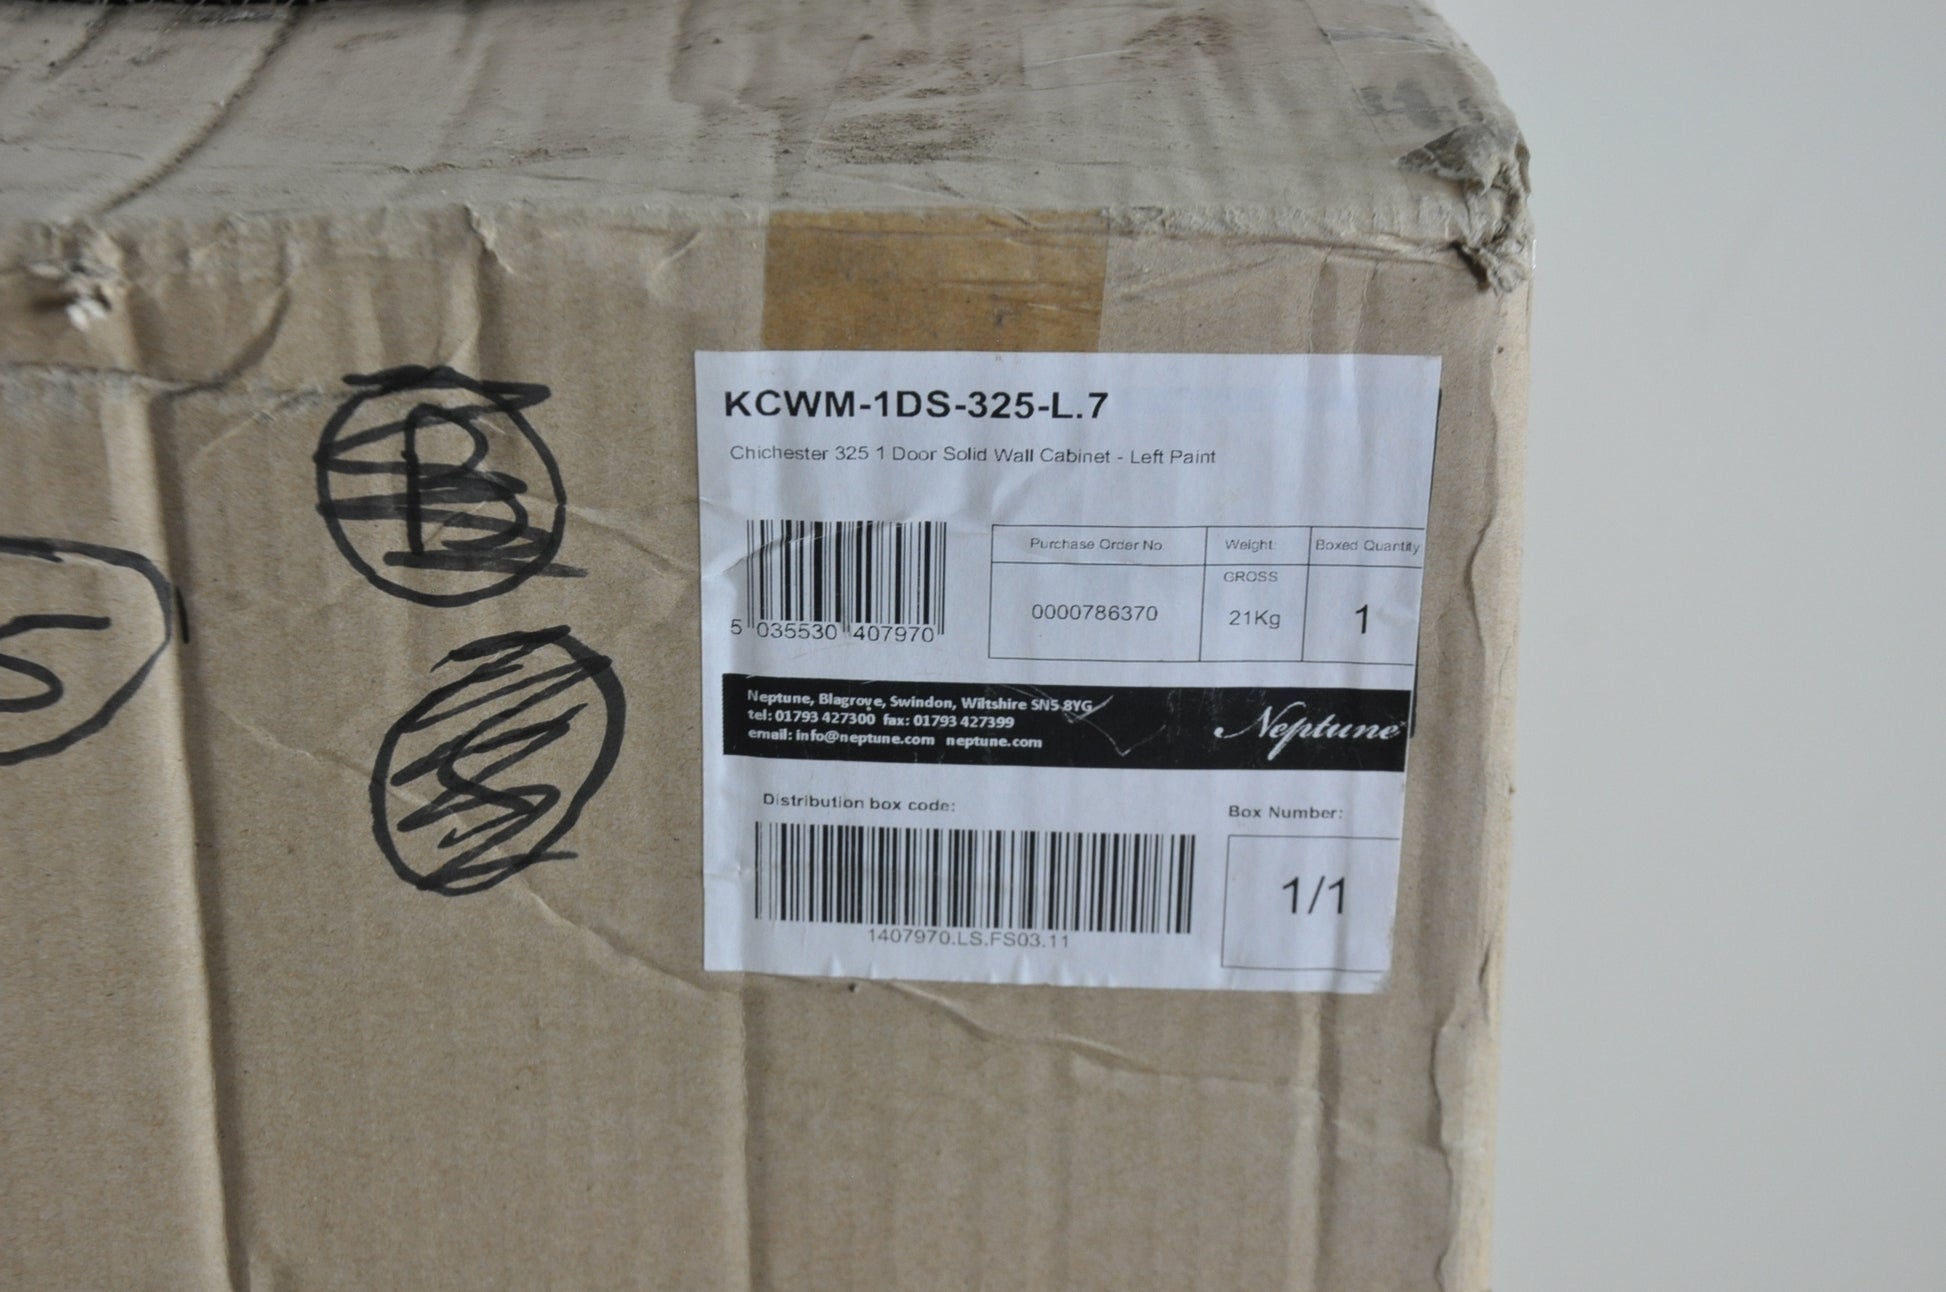 KCWM-1DS-325-L.7
Chichester 325 1 Door Solid Wall Cabinet - Left Paint
5 035530 407970
Purchase Order No. Weight: Boxed Quantity
GROSS
0000786370 21Kg 1
Neptune, Blagrove, Swindon, Wiltshire SN5 8YG
tel: 01793 427300 fax: 01793 427399
email: info@neptune.com neptune.com
Neptune
Distribution box code:
Box Number:
1/1
1407970.LS.FS03.11
B
S
S